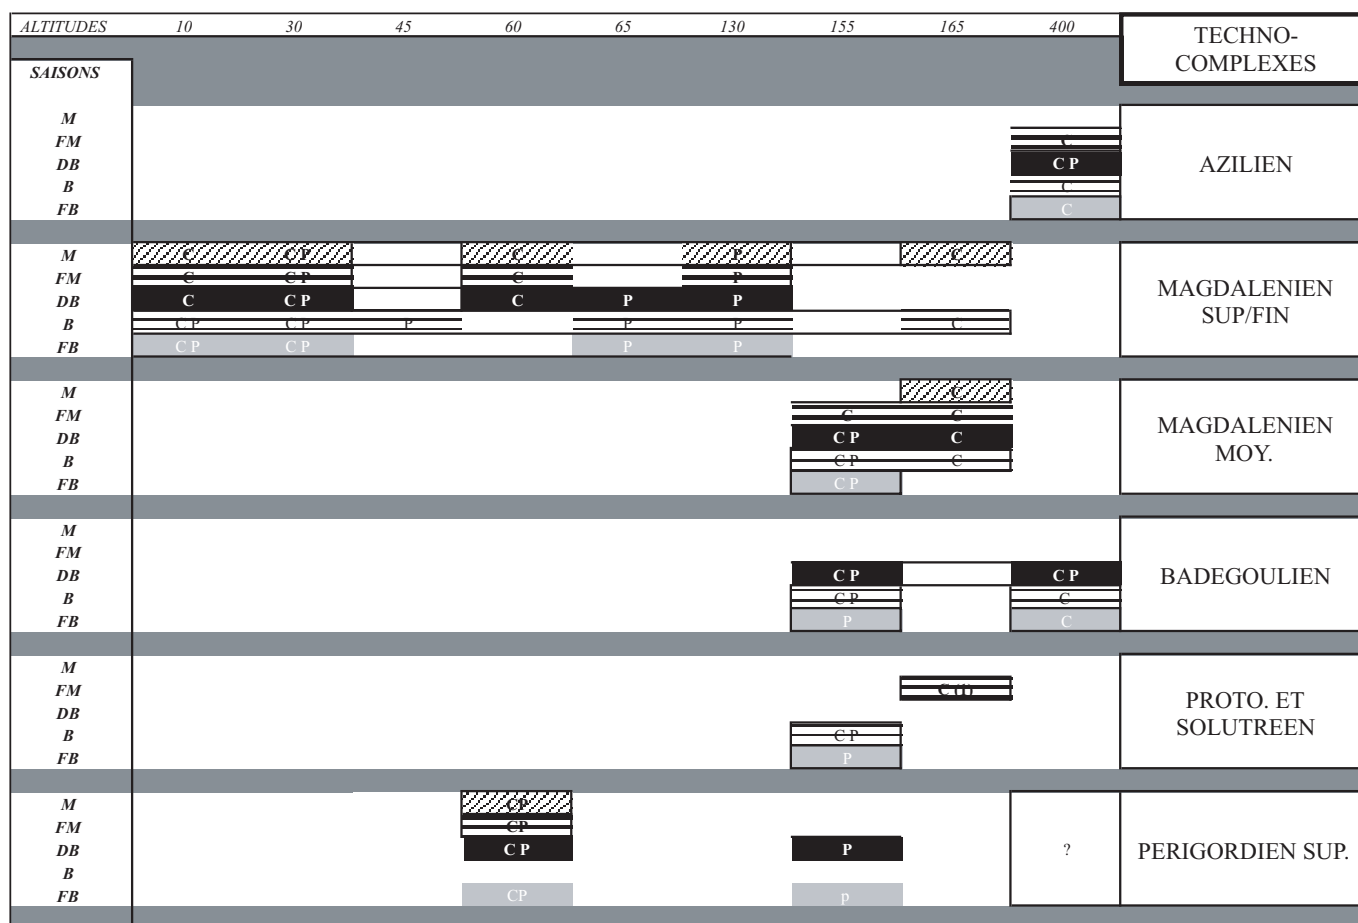 ALTITUDES 10 30 45 60 65 130 155 165 400 TECHNO-
COMPLEXES
SAISONS
M
FM C
DB C P AZILIEN
B C
FB C
M C C P C P C
FM C C P C P
DB C C P C P P MAGDALENIEN
SUP/FIN
B C P C P P P P C
FB C P C P P P
M C
FM C C
DB C P C MAGDALENIEN
MOY.
B C P C
FB C P
M
FM
DB C P C P BADEGOULIEN
B C P C
FB P C
M
FM C (1)
DB PROTO. ET
SOLUTREEN
B C P
FB P
M CP
FM CP
DB C P P ? PERIGORDIEN SUP.
B
FB CP p